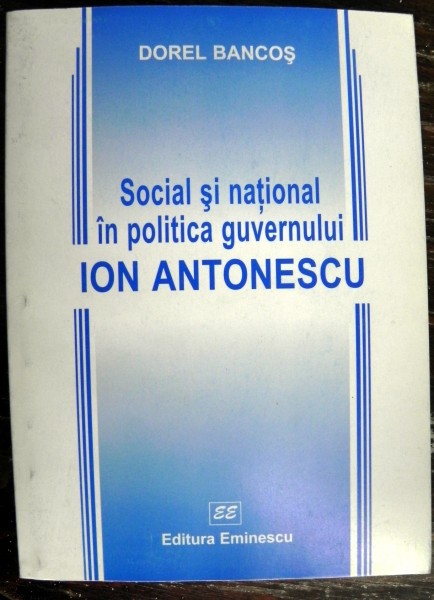 DOREL BANCOŞ
Social şi naţional
în politica guvernului
ION ANTONESCU
EE
Editura Eminescu